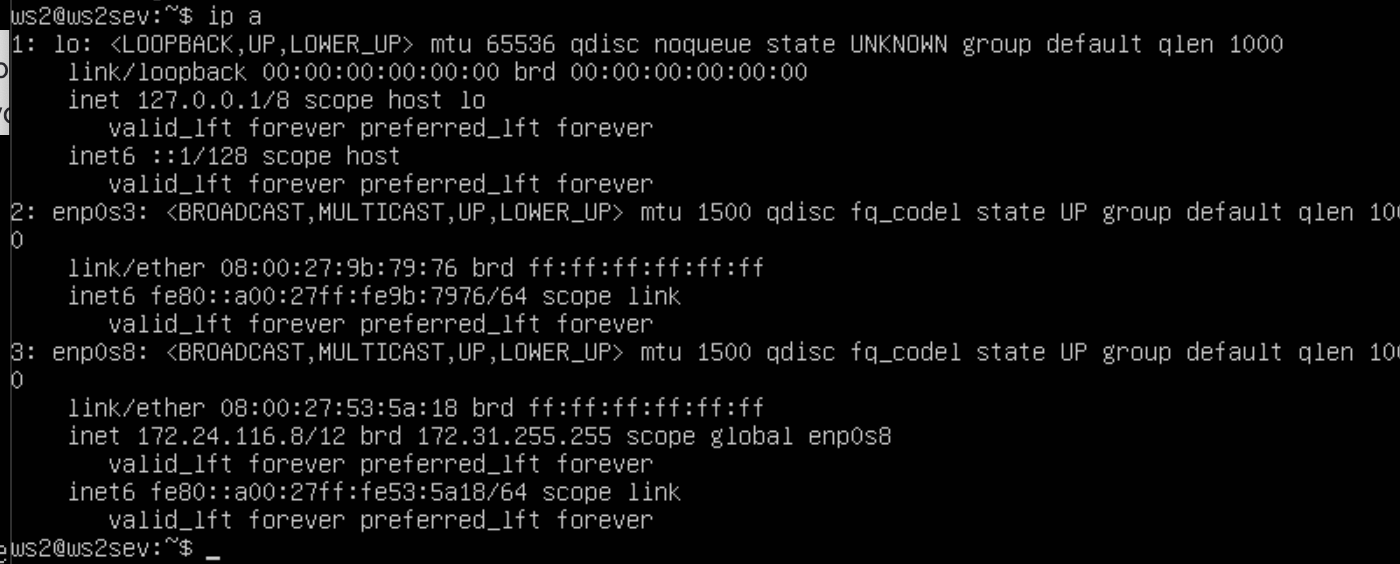 ws2@ws2sev:~$ ip a
1: lo: <LOOPBACK,UP,LOWER_UP> mtu 65536 qdisc noqueue state UNKNOWN group default qlen 1000
    link/loopback 00:00:00:00:00:00 brd 00:00:00:00:00:00
    inet 127.0.0.1/8 scope host lo
       valid_lft forever preferred_lft forever
    inet6 ::1/128 scope host
       valid_lft forever preferred_lft forever
2: enp0s3: <BROADCAST,MULTICAST,UP,LOWER_UP> mtu 1500 qdisc fq_codel state UP group default qlen 100
0
    link/ether 08:00:27:9b:79:76 brd ff:ff:ff:ff:ff:ff
    inet6 fe80::a00:27ff:fe9b:7976/64 scope link
       valid_lft forever preferred_lft forever
3: enp0s8: <BROADCAST,MULTICAST,UP,LOWER_UP> mtu 1500 qdisc fq_codel state UP group default qlen 100
0
    link/ether 08:00:27:53:5a:18 brd ff:ff:ff:ff:ff:ff
    inet 172.24.116.8/12 brd 172.31.255.255 scope global enp0s8
       valid_lft forever preferred_lft forever
    inet6 fe80::a00:27ff:fe53:5a18/64 scope link
       valid_lft forever preferred_lft forever
ws2@ws2sev:~$ _